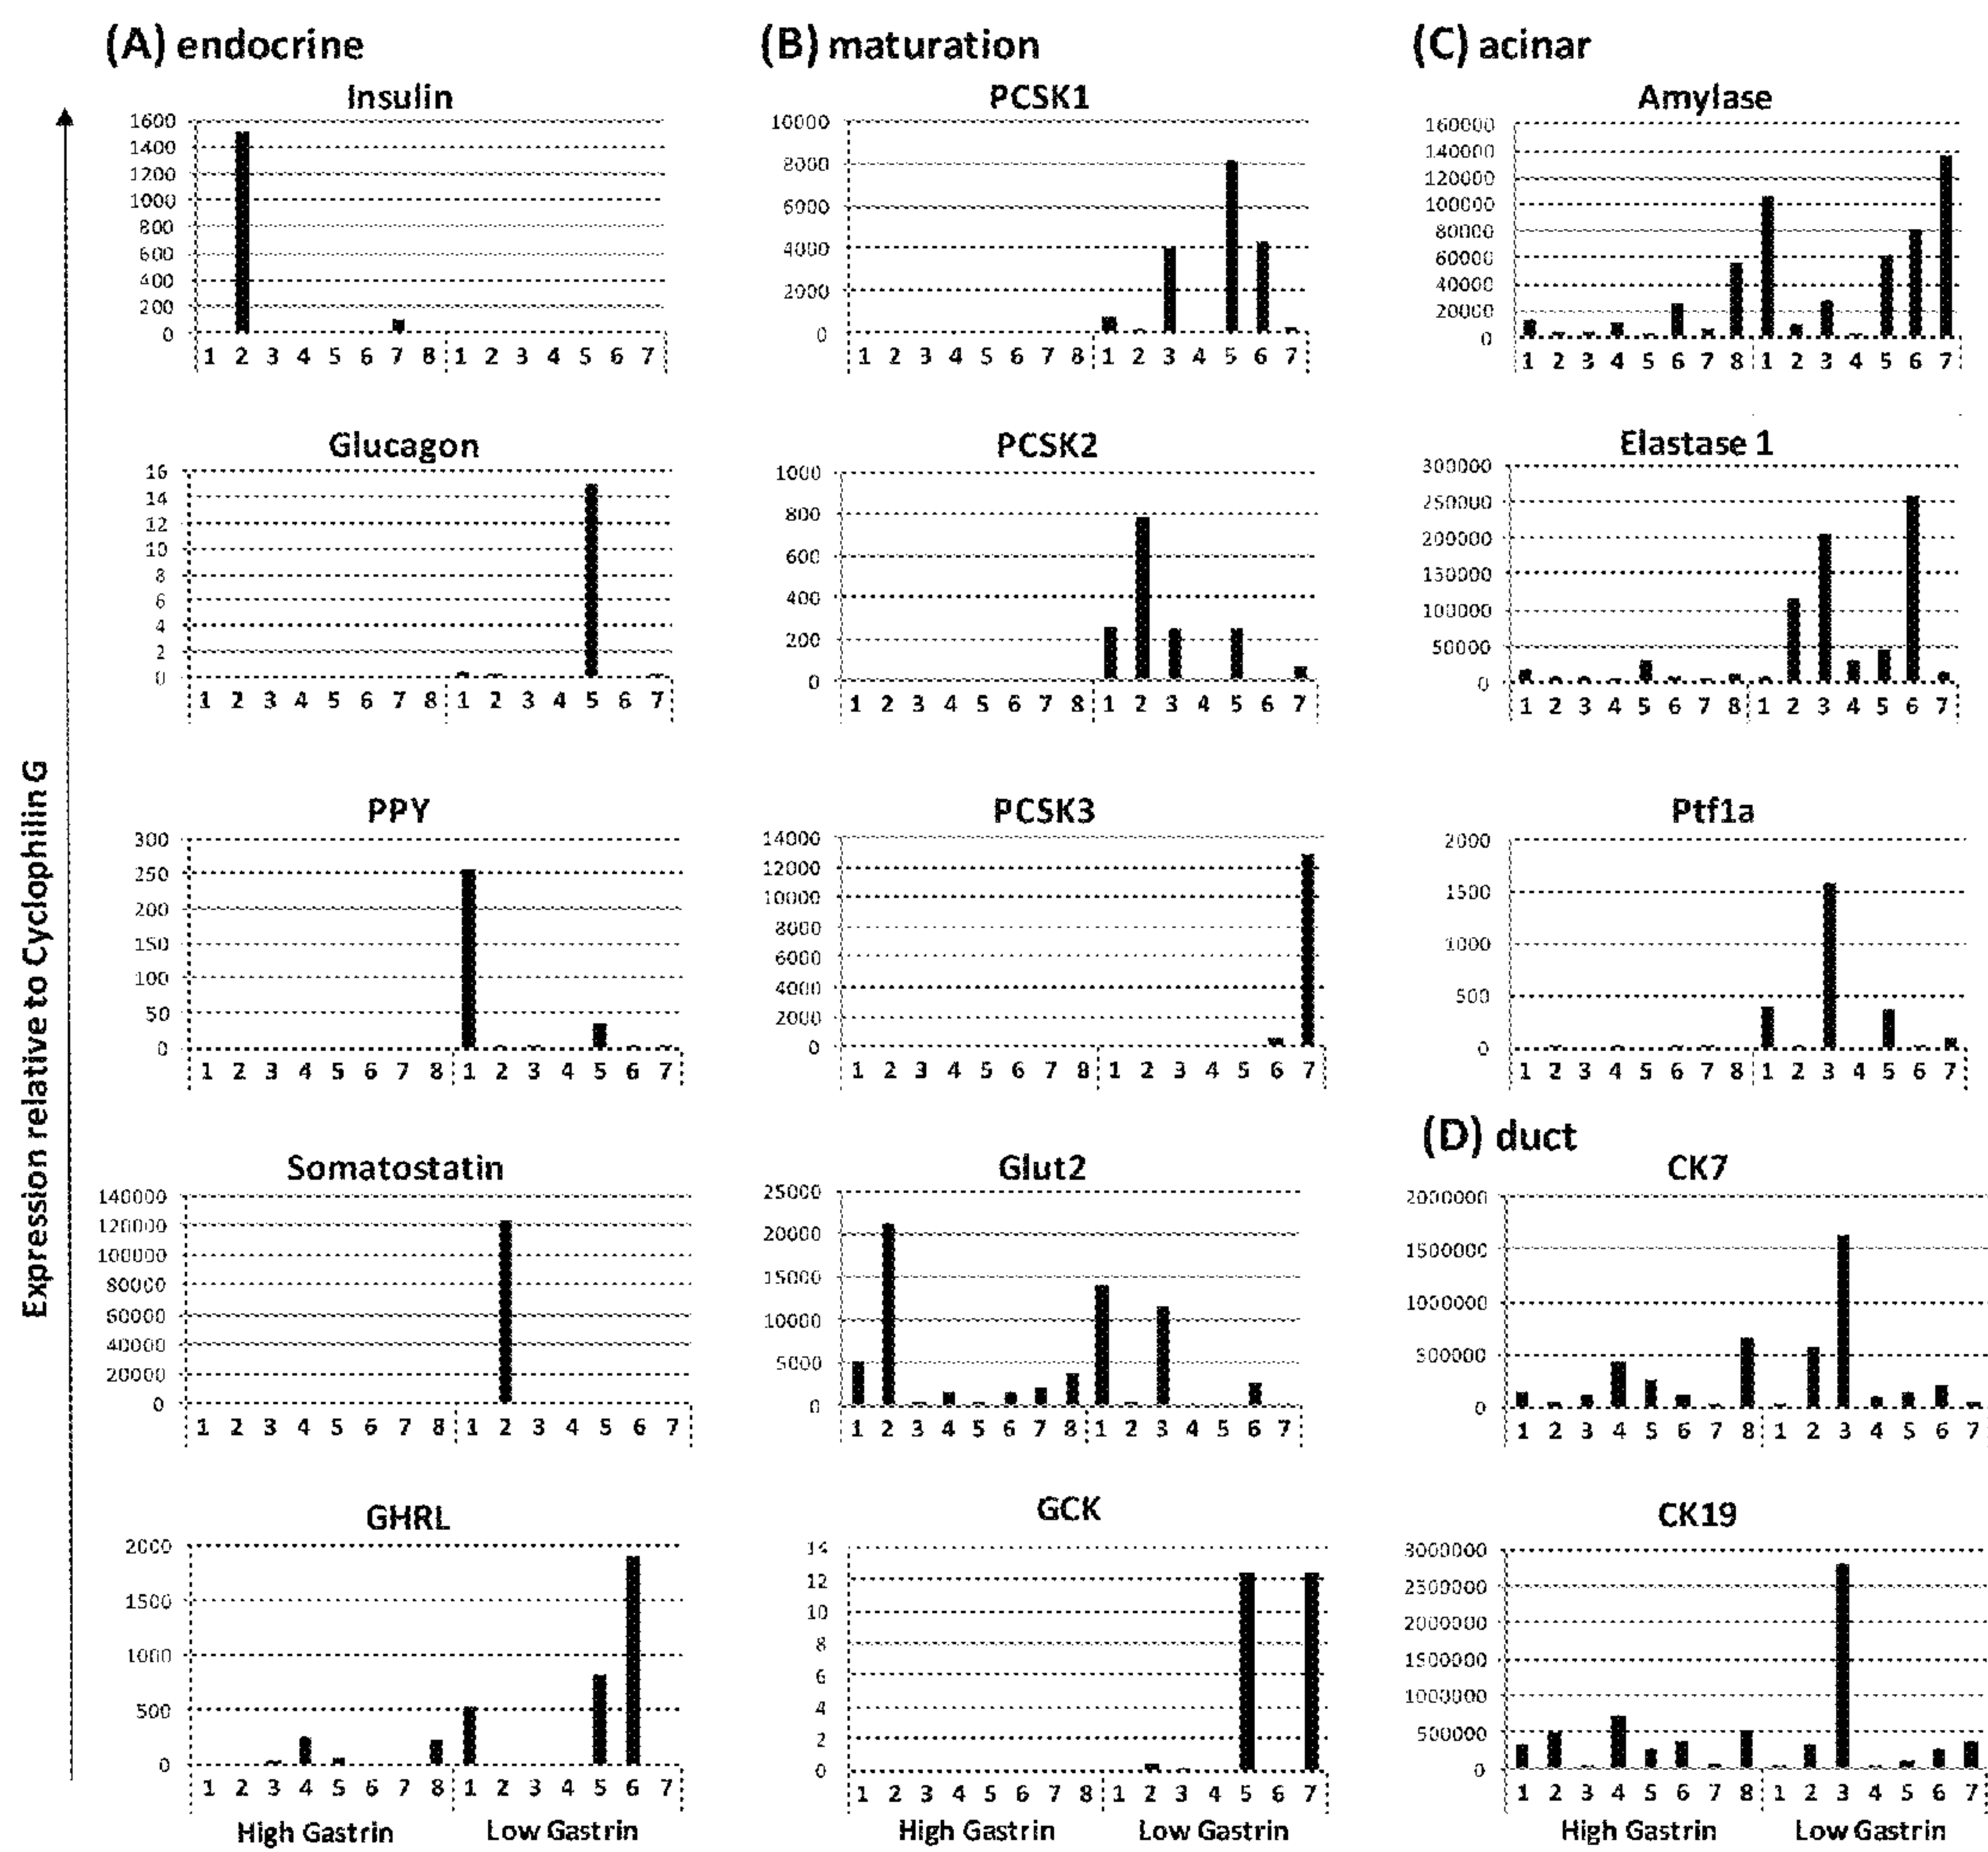 (A) endocrine
(B) maturation
(C) acinar
Insulin
1600
1400
1200
1000
800
600
400
200
0
1 2 3 4 5 6 7 8 1 2 3 4 5 6 7
PCSK1
10000
8000
6000
4000
2000
0
1 2 3 4 5 6 7 8 1 2 3 4 5 6 7
Amylase
160000
140000
120000
100000
80000
60000
40000
20000
0
1 2 3 4 5 6 7 8 1 2 3 4 5 6 7
Glucagon
16
14
12
10
8
6
4
2
0
1 2 3 4 5 6 7 8 1 2 3 4 5 6 7
PCSK2
1000
800
600
400
200
0
1 2 3 4 5 6 7 8 1 2 3 4 5 6 7
Elastase 1
300000
250000
200000
150000
100000
50000
0
1 2 3 4 5 6 7 8 1 2 3 4 5 6 7
Expression relative to Cyclophilin G
PPY
300
250
200
150
100
50
0
1 2 3 4 5 6 7 8 1 2 3 4 5 6 7
PCSK3
14000
12000
10000
8000
6000
4000
2000
0
1 2 3 4 5 6 7 8 1 2 3 4 5 6 7
Ptf1a
2000
1500
1000
500
0
1 2 3 4 5 6 7 8 1 2 3 4 5 6 7
(D) duct
Somatostatin
140000
120000
100000
80000
60000
40000
20000
0
1 2 3 4 5 6 7 8 1 2 3 4 5 6 7
Glut2
25000
20000
15000
10000
5000
0
1 2 3 4 5 6 7 8 1 2 3 4 5 6 7
CK7
2000000
1500000
1000000
500000
0
1 2 3 4 5 6 7 8 1 2 3 4 5 6 7
GHRL
2000
1500
1000
500
0
1 2 3 4 5 6 7 8 1 2 3 4 5 6 7
High Gastrin Low Gastrin
GCK
14
12
10
8
6
4
2
0
1 2 3 4 5 6 7 8 1 2 3 4 5 6 7
High Gastrin Low Gastrin
CK19
3000000
2500000
2000000
1500000
1000000
500000
0
1 2 3 4 5 6 7 8 1 2 3 4 5 6 7
High Gastrin Low Gastrin